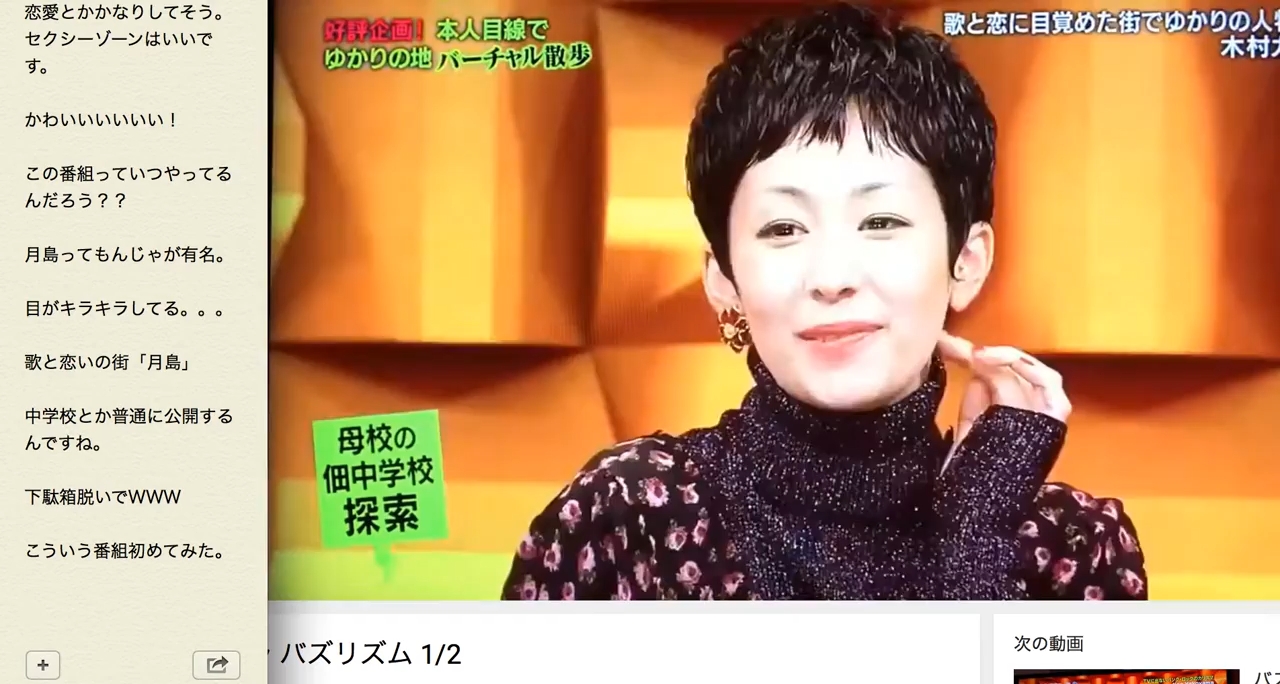 恋愛とかかなりしてそう。
セクシーゾーンはいいで
す。
かわいいいいいい！
この番組っていつやってる
んだろう？？
月島ってもんじゃが有名。
目がキラキラしてる。。。
歌と恋いの街「月島」
中学校とか普通に公開する
んですね。
下駄箱脱いでWWW
こういう番組初めてみた。
好評企画！ 本人目線で
ゆかりの地 バーチャル散歩
歌と恋に目覚めた街でゆかりの人
木村
母校の
佃中学校
探索
バズリズム 1/2
次の動画